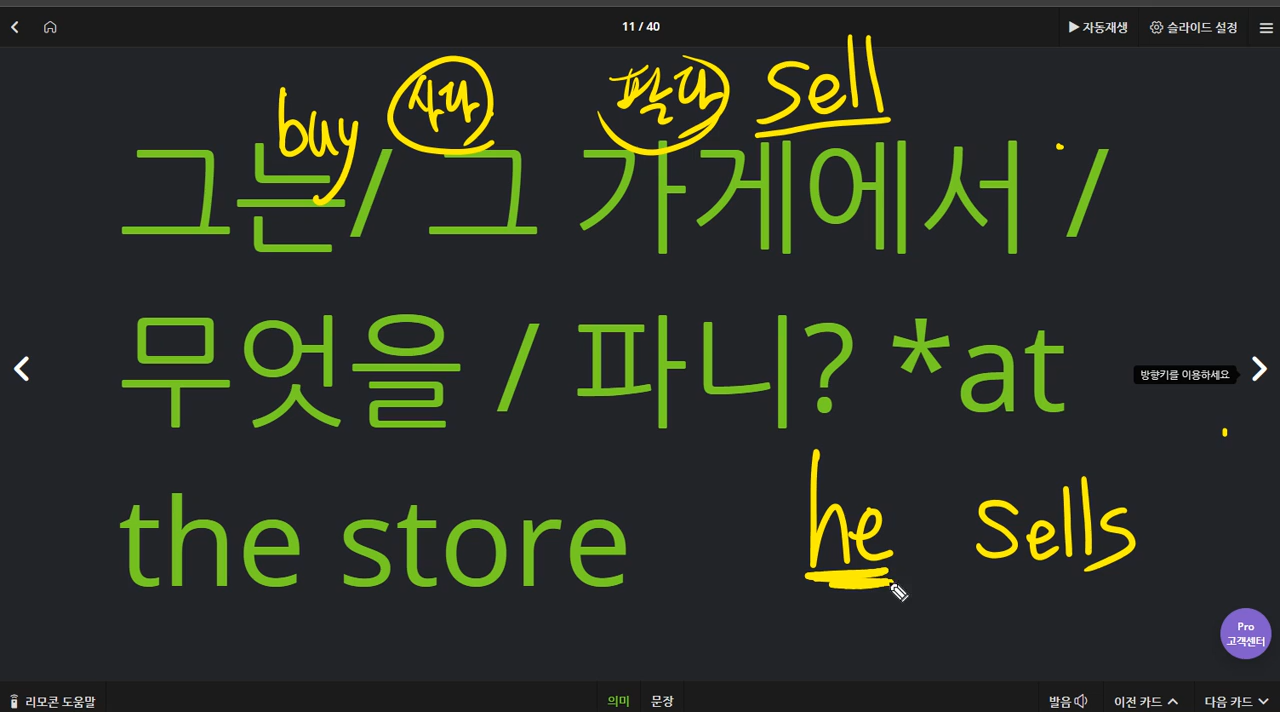 11 / 40
▶ 자동재생
슬라이드 설정
buy 사다 팔다 sell
그는/ 그 가게에서 /
무엇을 / 파니? *at
방향키를 이용하세요
the store
he sells
Pro
고객센터
리모콘 도움말
의미
문장
발음
이전 카드
다음 카드